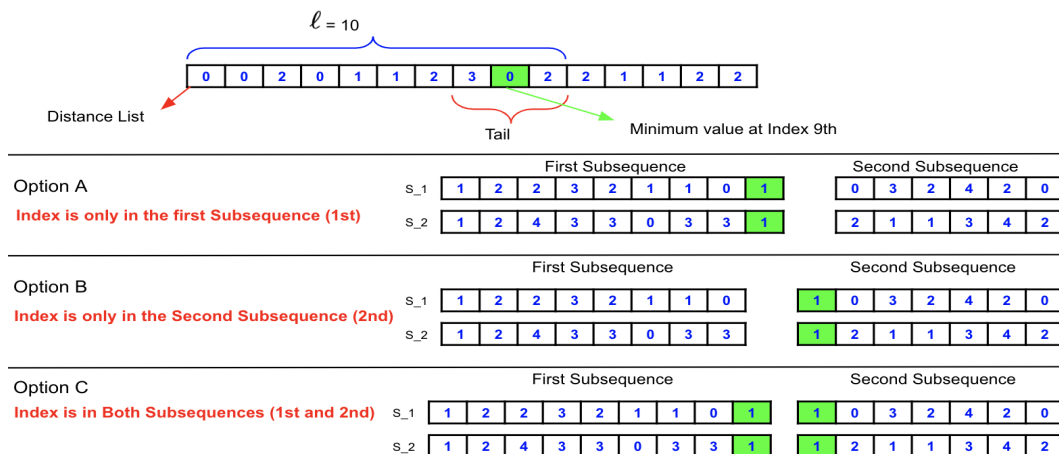 ℓ = 10
0 0 2 0 1 1 2 3 0 2 2 1 1 2 2
Distance List
Tail
Minimum value at Index 9th
First Subsequence Second Subsequence
Option A
S_1 1 2 2 3 2 1 1 0 1 0 3 2 4 2 0
Index is only in the first Subsequence (1st)
S_2 1 2 4 3 3 0 3 3 1 2 1 1 3 4 2
First Subsequence Second Subsequence
Option B
S_1 1 2 2 3 2 1 1 0 1 0 3 2 4 2 0
Index is only in the Second Subsequence (2nd)
S_2 1 2 4 3 3 0 3 3 1 2 1 1 3 4 2
First Subsequence Second Subsequence
Option C
Index is in Both Subsequences (1st and 2nd)
S_1 1 2 2 3 2 1 1 0 1 1 0 3 2 4 2 0
S_2 1 2 4 3 3 0 3 3 1 1 2 1 1 3 4 2